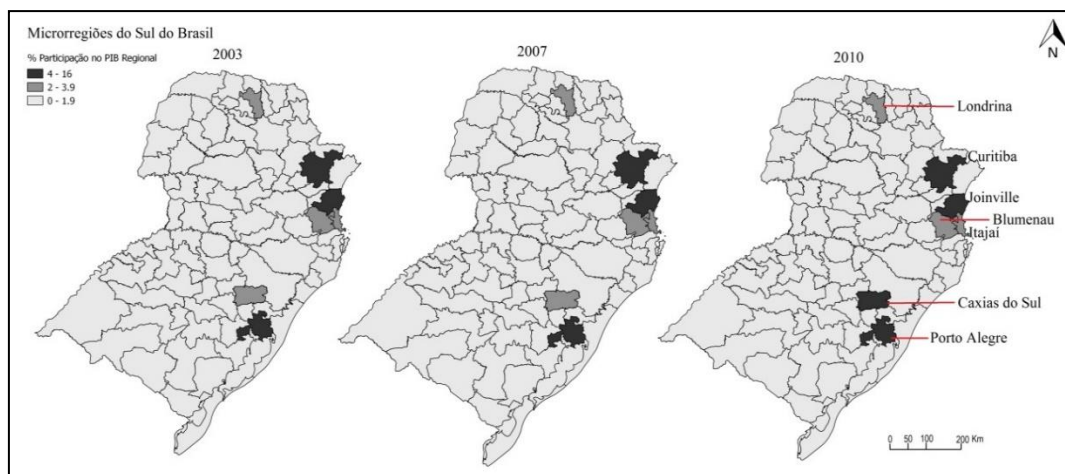 Microrregiões do Sul do Brasil
% Participação no PIB Regional
4 - 16
2 - 3.9
0 - 1.9
2003
2007
2010
N
Londrina
Curitiba
Joinville
Blumenau
Itajaí
Caxias do Sul
Porto Alegre
0 50 100 200 Km